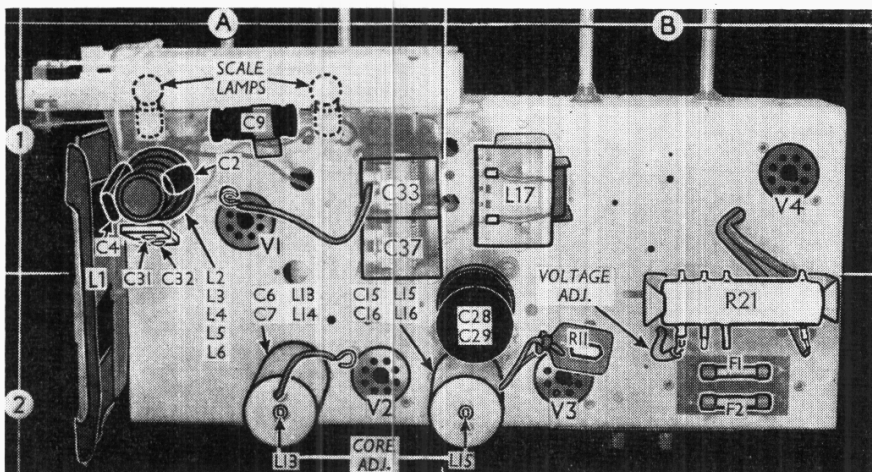 A
B
SCALE
LAMPS
1
C9
C2
C33
L17
V4
C4
V1
C37
L1
C31
C32
L2
L3
L4
L5
L6
C6 L13
C7 L14
C15 L15
C16 L16
C28
C29
VOLTAGE
ADJ.
R21
R11
F1
2
V2
V3
F2
L13
CORE
ADJ.
L15